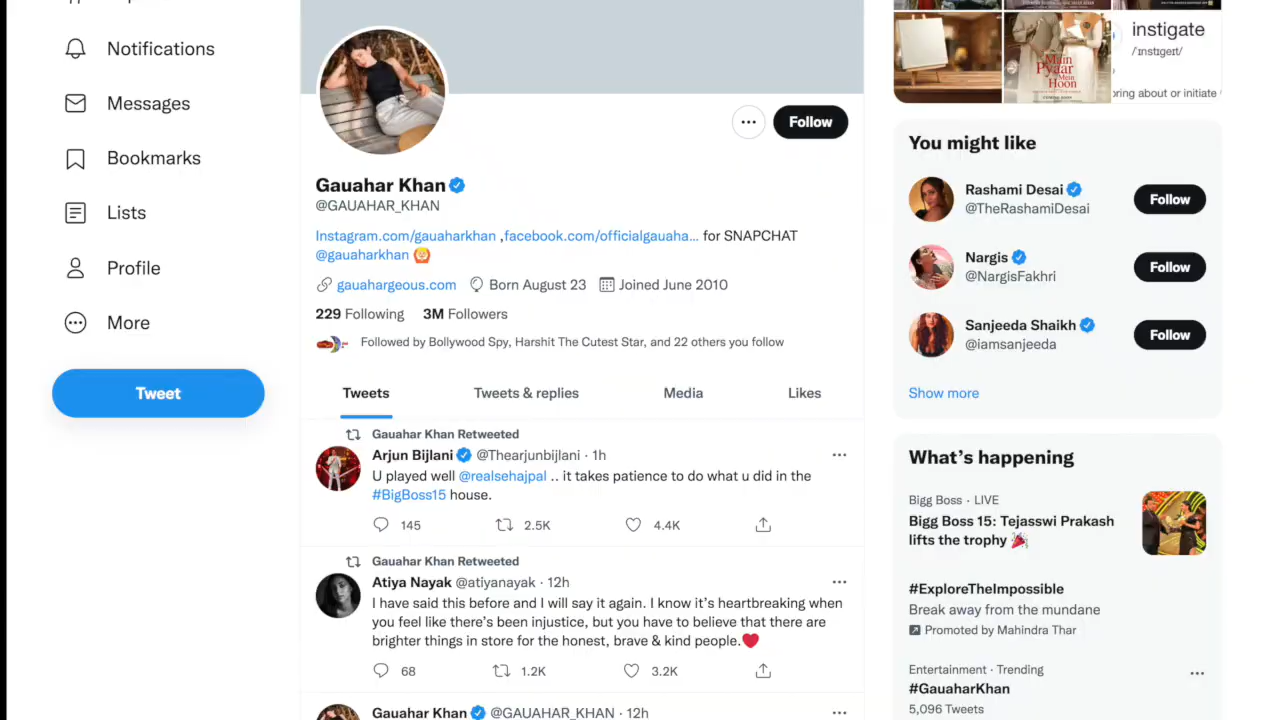 Notifications
Messages
Bookmarks
Lists
Profile
More
Tweet
Follow
Gauahar Khan
@GAUAHAR_KHAN
Instagram.com/gauaharkhan ,facebook.com/officialgauaha… for SNAPCHAT
@gauaharkhan
gauahargeous.com Born August 23 Joined June 2010
229 Following 3M Followers
Followed by Bollywood Spy, Harshit The Cutest Star, and 22 others you follow
Tweets Tweets & replies Media Likes
Gauahar Khan Retweeted
Arjun Bijlani @Thearjunbijlani · 1h
U played well @realsehajpal .. it takes patience to do what u did in the
#BigBoss15 house.
145 2.5K 4.4K
Gauahar Khan Retweeted
Atiya Nayak @atiyanayak · 12h
I have said this before and I will say it again. I know it's heartbreaking when
you feel like there's been injustice, but you have to believe that there are
brighter things in store for the honest, brave & kind people.
68 1.2K 3.2K
Gauahar Khan @GAUAHAR_KHAN · 12h
Main
Pyaar
Mein
Hoon
instigate
/ˈɪnstɪɡeɪt/
bring about or initiate
You might like
Rashami Desai
@TheRashamiDesai
Follow
Nargis
@NargisFakhri
Follow
Sanjeeda Shaikh
@iamsanjeeda
Follow
Show more
What's happening
Bigg Boss · LIVE
Bigg Boss 15: Tejasswi Prakash
lifts the trophy
#ExploreTheImpossible
Break away from the mundane
Promoted by Mahindra Thar
Entertainment · Trending
#GauaharKhan
5,096 Tweets